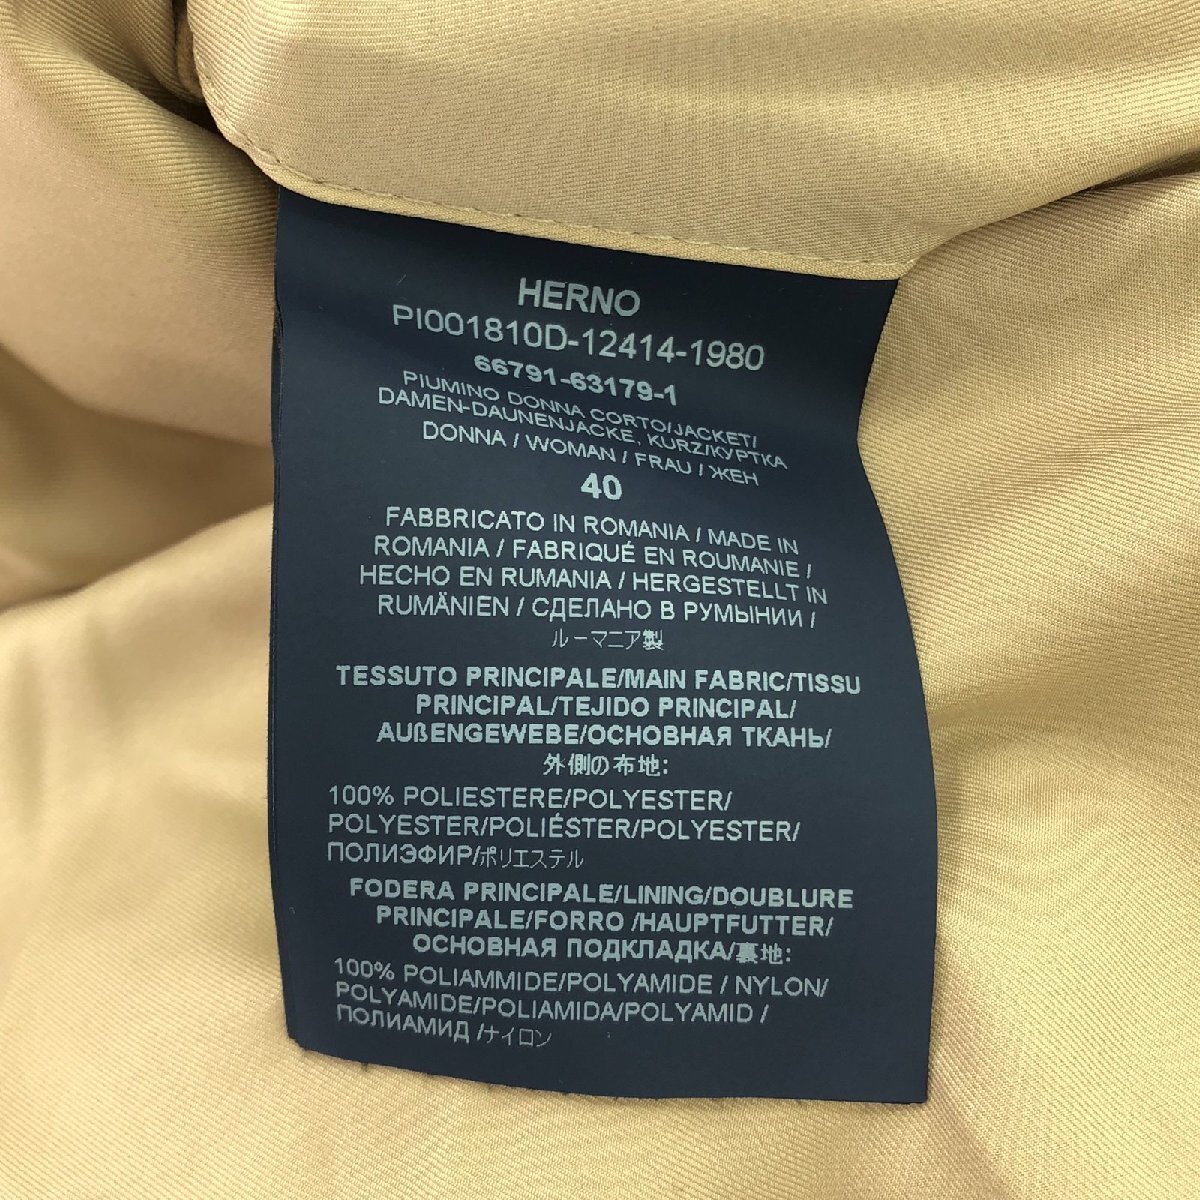 HERNO
PI001810D-12414-1980
66791-63179-1
PIUMINO DONNA CORTO/JACKET/
DAMEN-DAUNENJACKE, KURZ/КУРТКА
DONNA / WOMAN / FRAU / ЖЕН
40
FABBRICATO IN ROMANIA / MADE IN
ROMANIA / FABRIQUÉ EN ROUMANIE /
HECHO EN RUMANIA / HERGESTELLT IN
RUMÄNIEN / СДЕЛАНО В РУМЫНИИ /
ルーマニア製
TESSUTO PRINCIPALE/MAIN FABRIC/TISSU
PRINCIPAL/TEJIDO PRINCIPAL/
AUßENGEWEBE/ОСНОВНАЯ ТКАНЬ/
外側の布地:
100% POLIESTERE/POLYESTER/
POLYESTER/POLIÉSTER/POLYESTER/
ПОЛИЭФИР/ポリエステル
FODERA PRINCIPALE/LINING/DOUBLURE
PRINCIPALE/FORRO /HAUPTFUTTER/
ОСНОВНАЯ ПОДКЛАДКА/裏地:
100% POLIAMMIDE/POLYAMIDE / NYLON/
POLYAMIDE/POLIAMIDA/POLYAMID /
ПОЛИАМИД /ナイロン